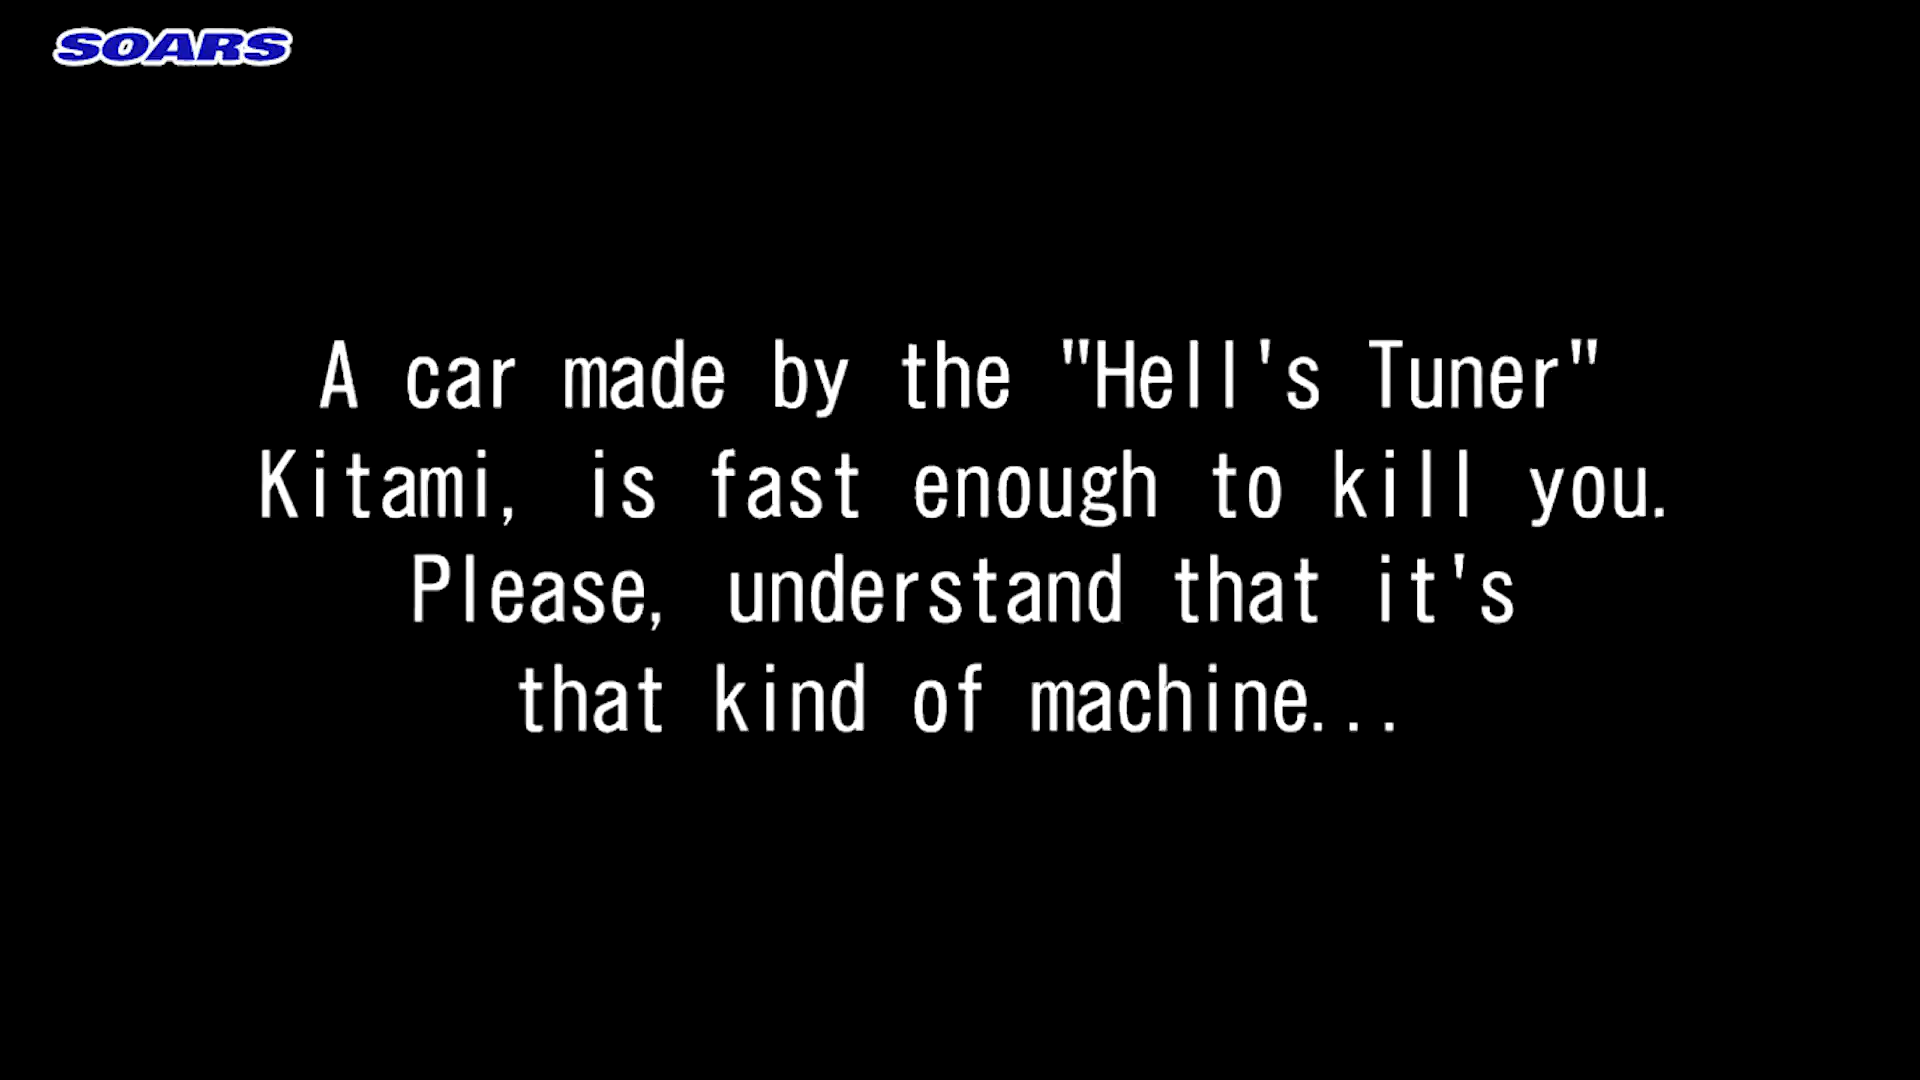 SOARS
A car made by the "Hell's Tuner"
Kitami, is fast enough to kill you.
Please, understand that it's
that kind of machine...